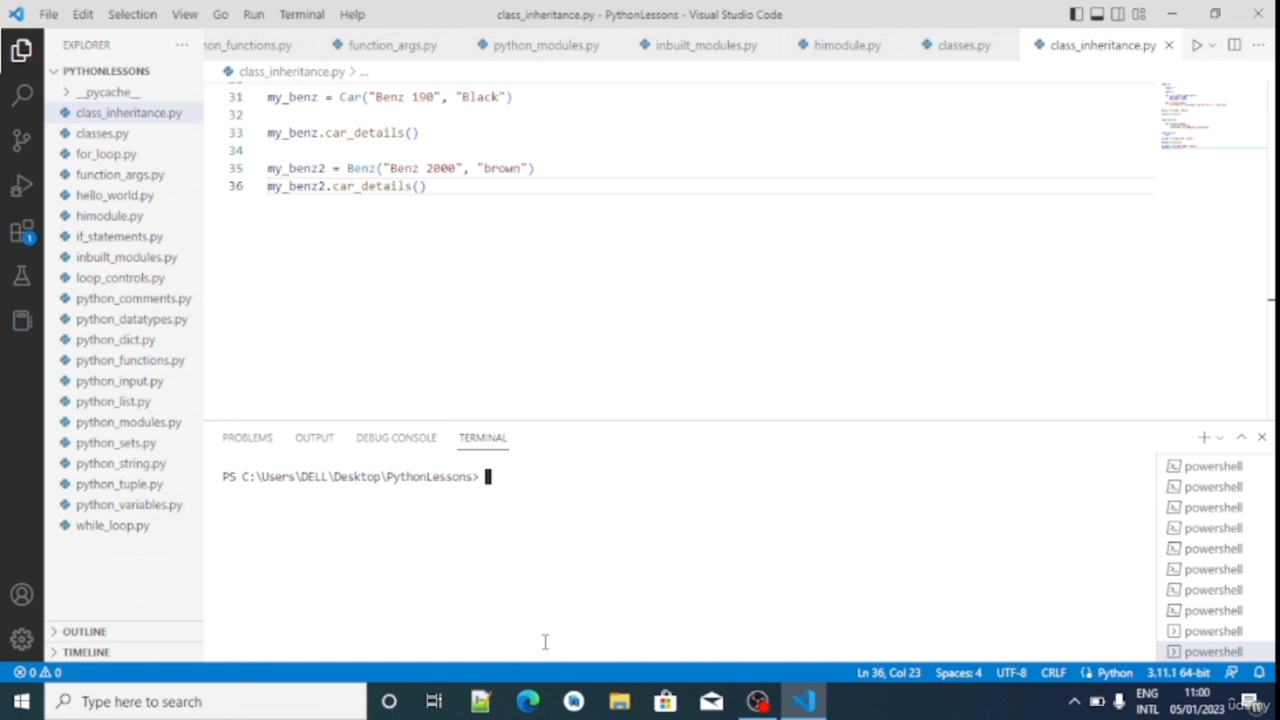 File Edit Selection View Go Run Terminal Help
class_inheritance.py - PythonLessons - Visual Studio Code
EXPLORER
on_functions.py function_args.py python_modules.py inbuilt_modules.py himodule.py classes.py class_inheritance.py
PYTHONLESSONS
class_inheritance.py > ...
__pycache__
class_inheritance.py
classes.py
for_loop.py
function_args.py
hello_world.py
himodule.py
if_statements.py
inbuilt_modules.py
loop_controls.py
python_comments.py
python_datatypes.py
python_dict.py
python_functions.py
python_input.py
python_list.py
python_modules.py
python_sets.py
python_string.py
python_tuple.py
python_variables.py
while_loop.py
OUTLINE
TIMELINE
1
31 my_benz = Car("Benz 190", "Black")
32
33 my_benz.car_details()
34
35 my_benz2 = Benz("Benz 2000", "brown")
36 my_benz2.car_details()
PROBLEMS OUTPUT DEBUG CONSOLE TERMINAL
PS C:\Users\DELL\Desktop\PythonLessons>
powershell
powershell
powershell
powershell
powershell
powershell
powershell
powershell
powershell
powershell
0 0 Ln 36, Col 23 Spaces: 4 UTF-8 CRLF Python 3.11.1 64-bit
Type here to search
ENG
INTL
11:00
05/01/2023
udemy